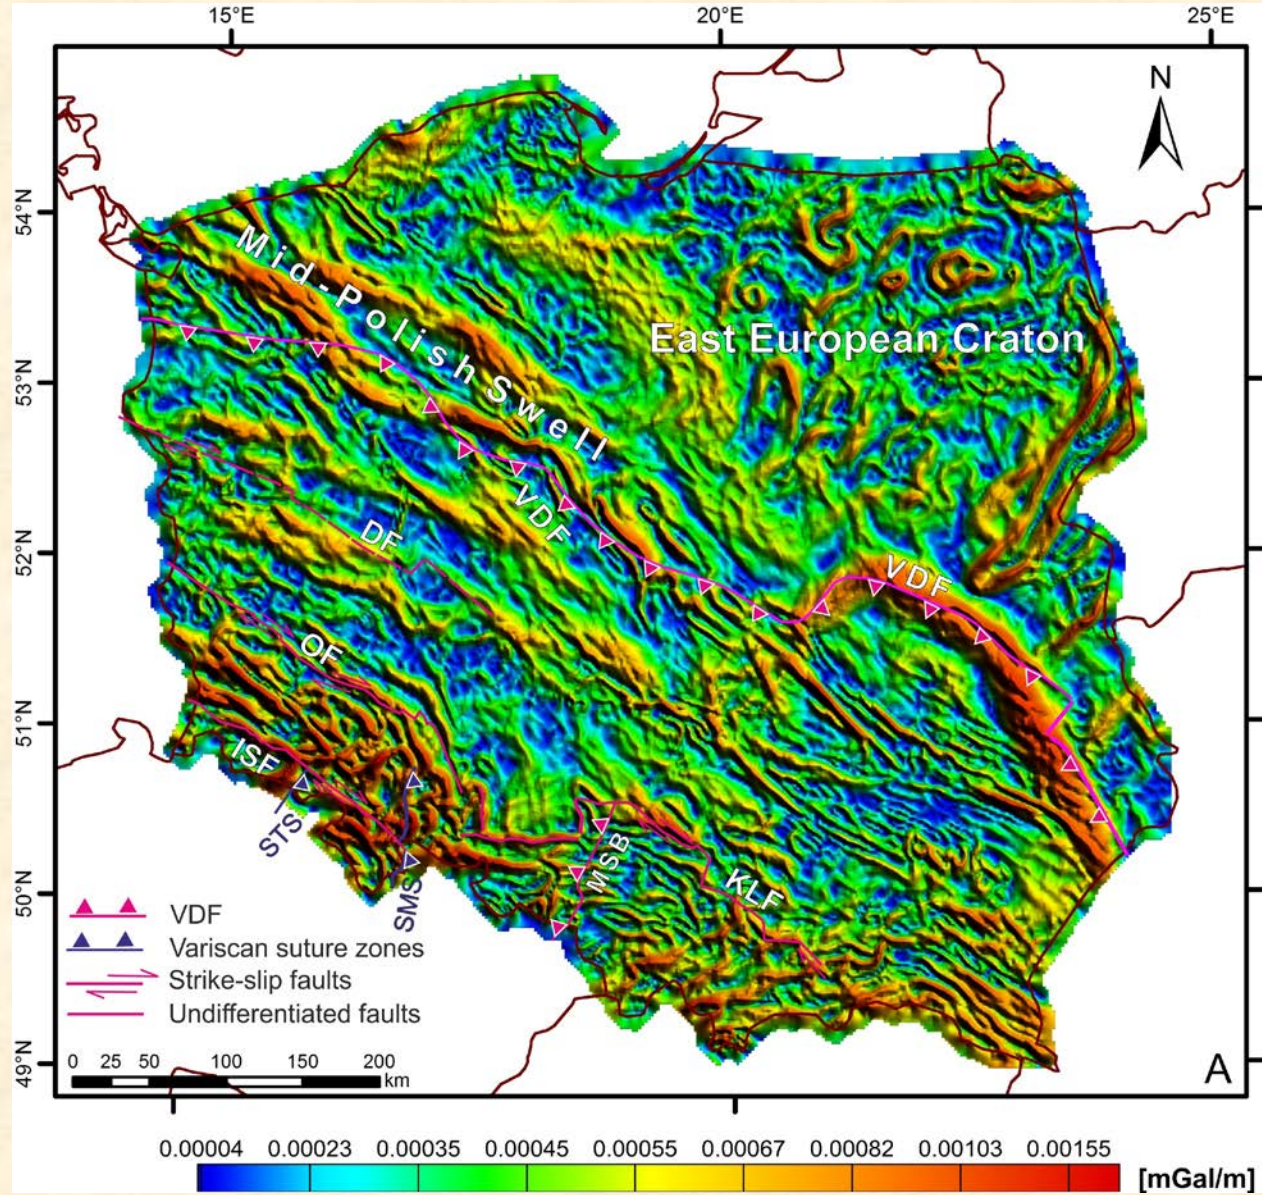 15°E 20°E 25°E
N
54°N
53°N
52°N
51°N
50°N
49°N
Mid-Polish Swell
East European Craton
VDF
VDF
DF
OF
ISF
STS
SMS
MSB
KLF
VDF
Variscan suture zones
Strike-slip faults
Undifferentiated faults
0 25 50 100 150 200
km
A
0.00004 0.00023 0.00035 0.00045 0.00055 0.00067 0.00082 0.00103 0.00155
[mGal/m]